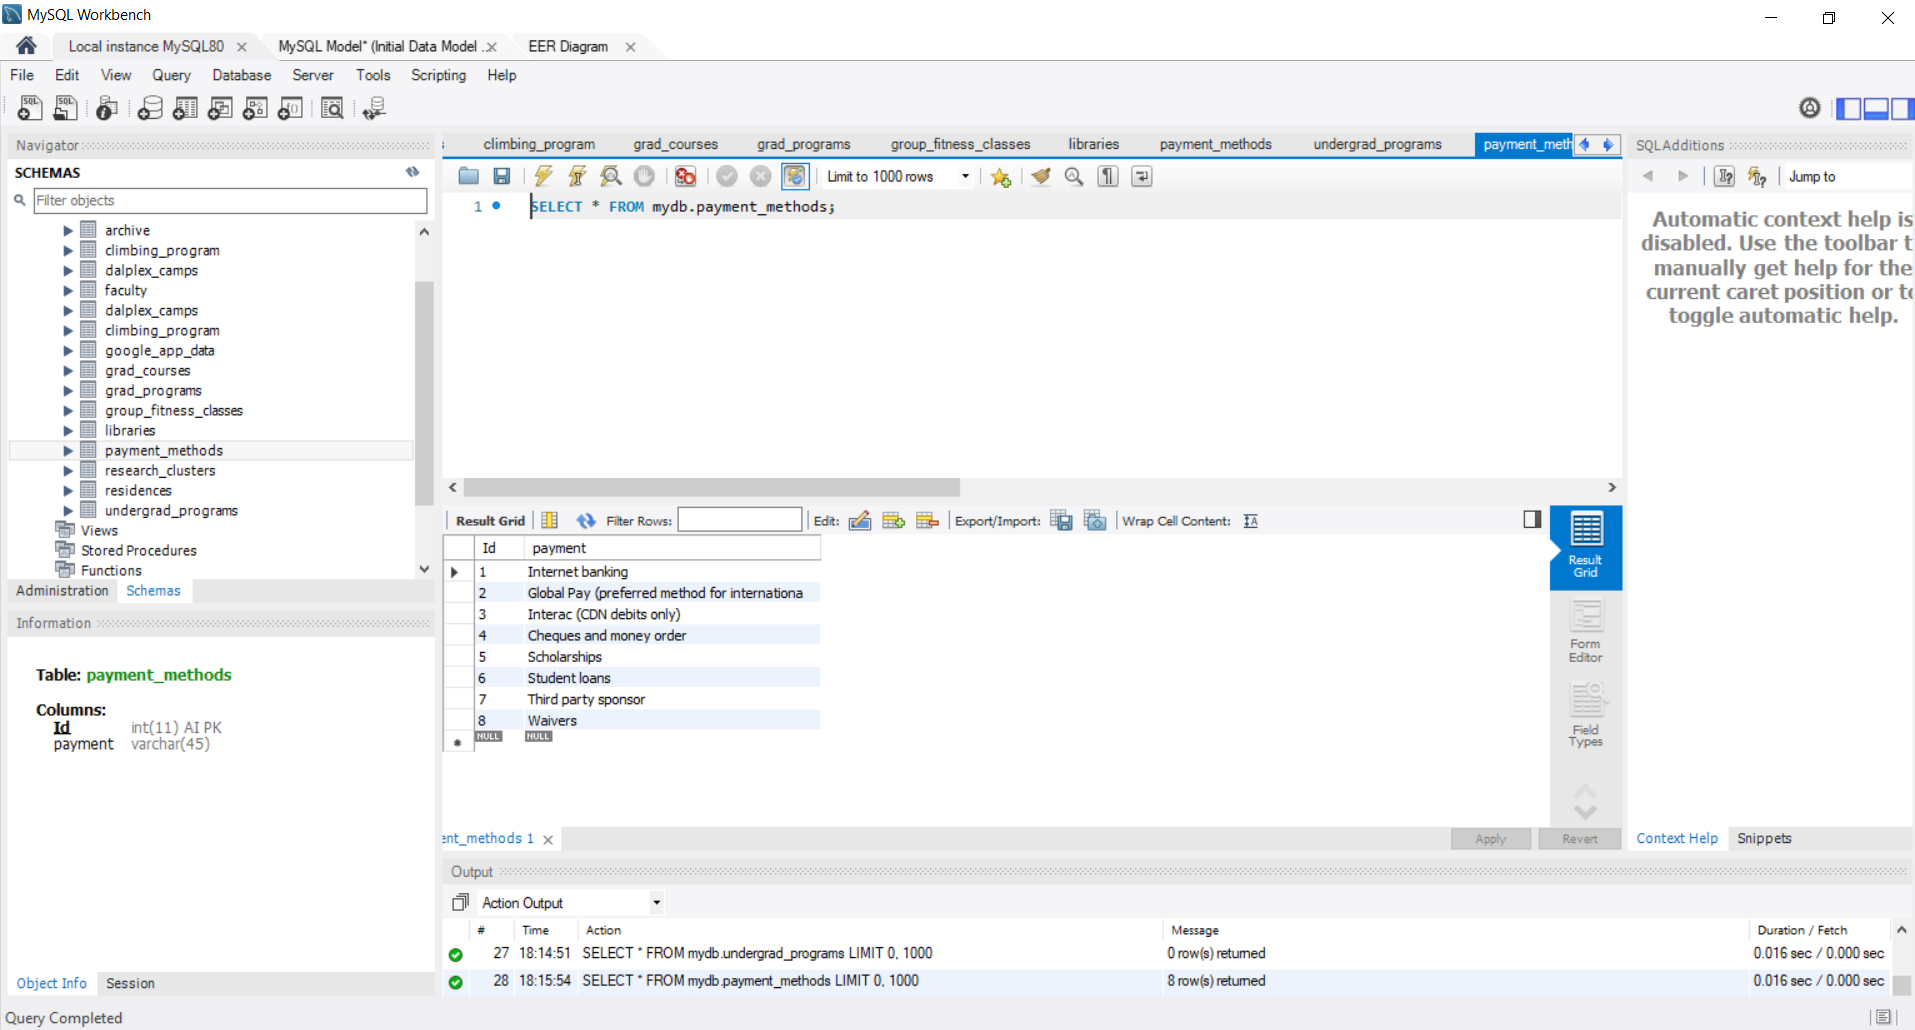 MySQL Workbench
Local instance MySQL80
MySQL Model* (Initial Data Model .
EER Diagram
File Edit View Query Database Server Tools Scripting Help
SQL SQL
Navigator
SCHEMAS
Filter objects
archive
climbing_program
dalplex_camps
faculty
dalplex_camps
climbing_program
google_app_data
grad_courses
grad_programs
group_fitness_classes
libraries
payment_methods
research_clusters
residences
undergrad_programs
Views
Stored Procedures
Functions
Administration Schemas
Information
Table: payment_methods
Columns:
Id int(11) AI PK
payment varchar(45)
Object Info Session
Query Completed
s climbing_program grad_courses grad_programs group_fitness_classes libraries payment_methods undergrad_programs payment_meth
Limit to 1000 rows
1 SELECT * FROM mydb.payment_methods;
Result Grid Filter Rows: Edit: Export/Import: Wrap Cell Content: IA
Id payment
1 Internet banking
2 Global Pay (preferred method for internationa
3 Interac (CDN debits only)
4 Cheques and money order
5 Scholarships
6 Student loans
7 Third party sponsor
8 Waivers
NULL NULL
Result
Grid
Form
Editor
Field
Types
ent_methods 1
Apply Revert
Output
Action Output
# Time Action Message Duration / Fetch
27 18:14:51 SELECT * FROM mydb.undergrad_programs LIMIT 0, 1000 0 row(s) returned 0.016 sec / 0.000 sec
28 18:15:54 SELECT * FROM mydb.payment_methods LIMIT 0, 1000 8 row(s) returned 0.016 sec / 0.000 sec
SQLAdditions
Jump to
Automatic context help is
disabled. Use the toolbar t
manually get help for the
current caret position or to
toggle automatic help.
Context Help Snippets